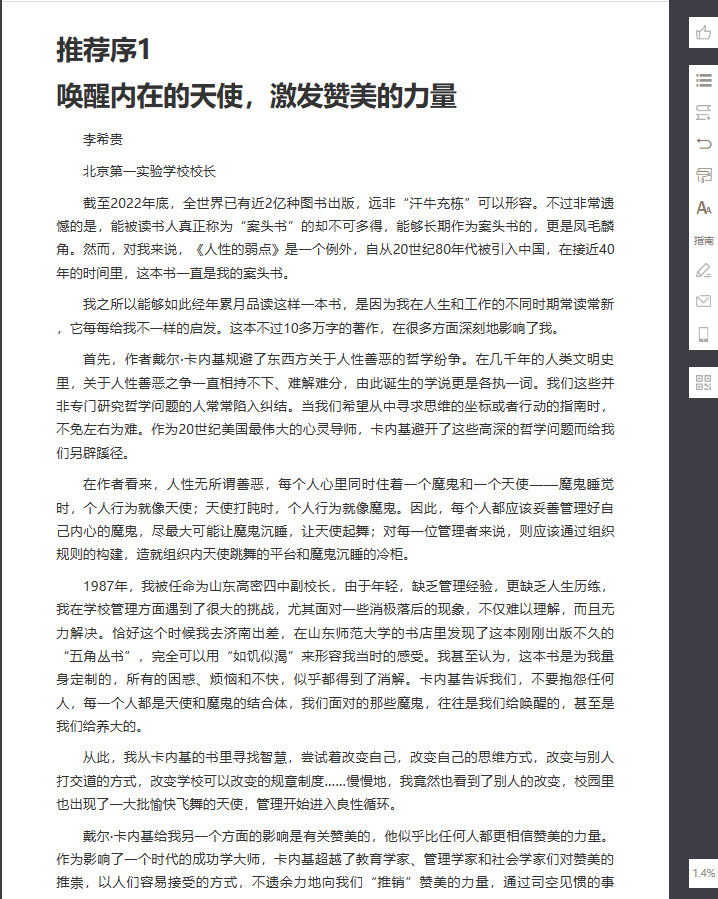 推荐序1
唤醒内在的天使，激发赞美的力量
李希贵
北京第一实验学校校长
截至2022年底，全世界已有近2亿种图书出版，远非“汗牛充栋”可以形容。不过非常遗
憾的是，能被读书人真正称为“案头书”的却不可多得，能够长期作为案头书的，更是凤毛麟
角。然而，对我来说，《人性的弱点》是一个例外，自从20世纪80年代被引入中国，在接近40
年的时间里，这本书一直是我的案头书。
我之所以能够如此经年累月品读这样一本书，是因为我在人生和工作的不同时期常读常新
，它每每给我不一样的启发。这本不过10多万字的著作，在很多方面深刻地影响了我。
首先，作者戴尔·卡内基规避了东西方关于人性善恶的哲学纷争。在几千年的人类文明史
里，关于人性善恶之争一直相持不下、难解难分，由此诞生的学说更是各执一词。我们这些并
非专门研究哲学问题的人常常陷入纠结。当我们希望从中寻求思维的坐标或者行动的指南时，
不免左右为难。作为20世纪美国最伟大的心灵导师，卡内基避开了这些高深的哲学问题而给我
们另辟蹊径。
在作者看来，人性无所谓善恶，每个人心里同时住着一个魔鬼和一个天使——魔鬼睡觉
时，个人行为就像天使；天使打盹时，个人行为就像魔鬼。因此，每个人都应该妥善管理好自
己内心的魔鬼，尽最大可能让魔鬼沉睡，让天使起舞；对每一位管理者来说，则应该通过组织
规则的构建，造就组织内天使跳舞的平台和魔鬼沉睡的冷柜。
1987年，我被任命为山东高密四中副校长，由于年轻，缺乏管理经验，更缺乏人生历练，
我在学校管理方面遇到了很大的挑战，尤其面对一些消极落后的现象，不仅难以理解，而且无
力解决。恰好这个时候我去济南出差，在山东师范大学的书店里发现了这本刚刚出版不久的
“五角丛书”，完全可以用“如饥似渴”来形容我当时的感受。我甚至认为，这本书是为我量
身定制的，所有的困惑、烦恼和不快，似乎都得到了消解。卡内基告诉我们，不要抱怨任何
人，每一个人都是天使和魔鬼的结合体，我们面对的那些魔鬼，往往是我们给唤醒的，甚至是
我们给养大的。
从此，我从卡内基的书里寻找智慧，尝试着改变自己，改变自己的思维方式，改变与别人
打交道的方式，改变学校可以改变的规章制度……慢慢地，我竟然也看到了别人的改变，校园里
也出现了一大批愉快飞舞的天使，管理开始进入良性循环。
戴尔·卡内基给我另一个方面的影响是有关赞美的，他似乎比任何人都更相信赞美的力量。
作为影响了一个时代的成功学大师，卡内基超越了教育学家、管理学家和社会学家们对赞美的
推崇，以人们容易接受的方式，不遗余力地向我们“推销”赞美的力量，通过司空见惯的事
AA
指南
1.4%